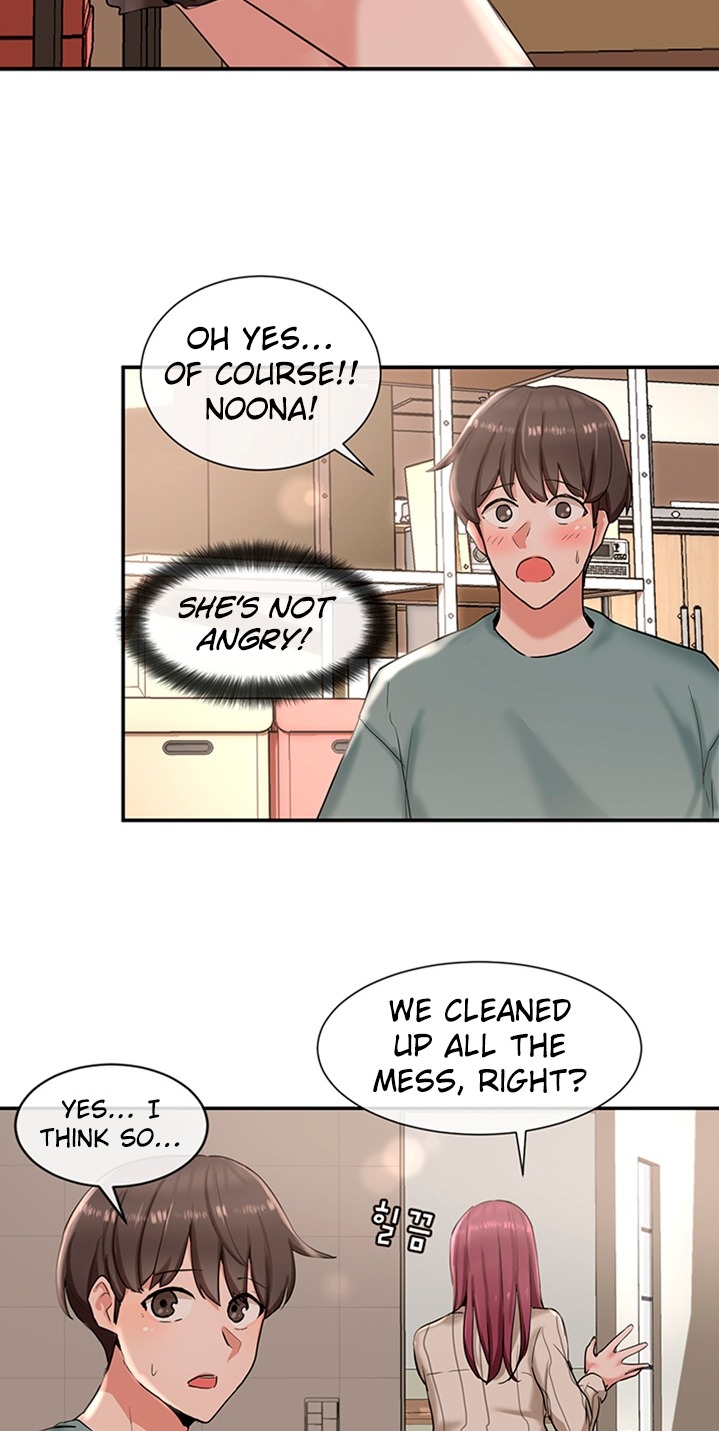 OH YES...
OF COURSE!!
NOONA!
SHE'S NOT
ANGRY!
WE CLEANED
UP ALL THE
MESS, RIGHT?
YES... I
THINK SO...
힐끔